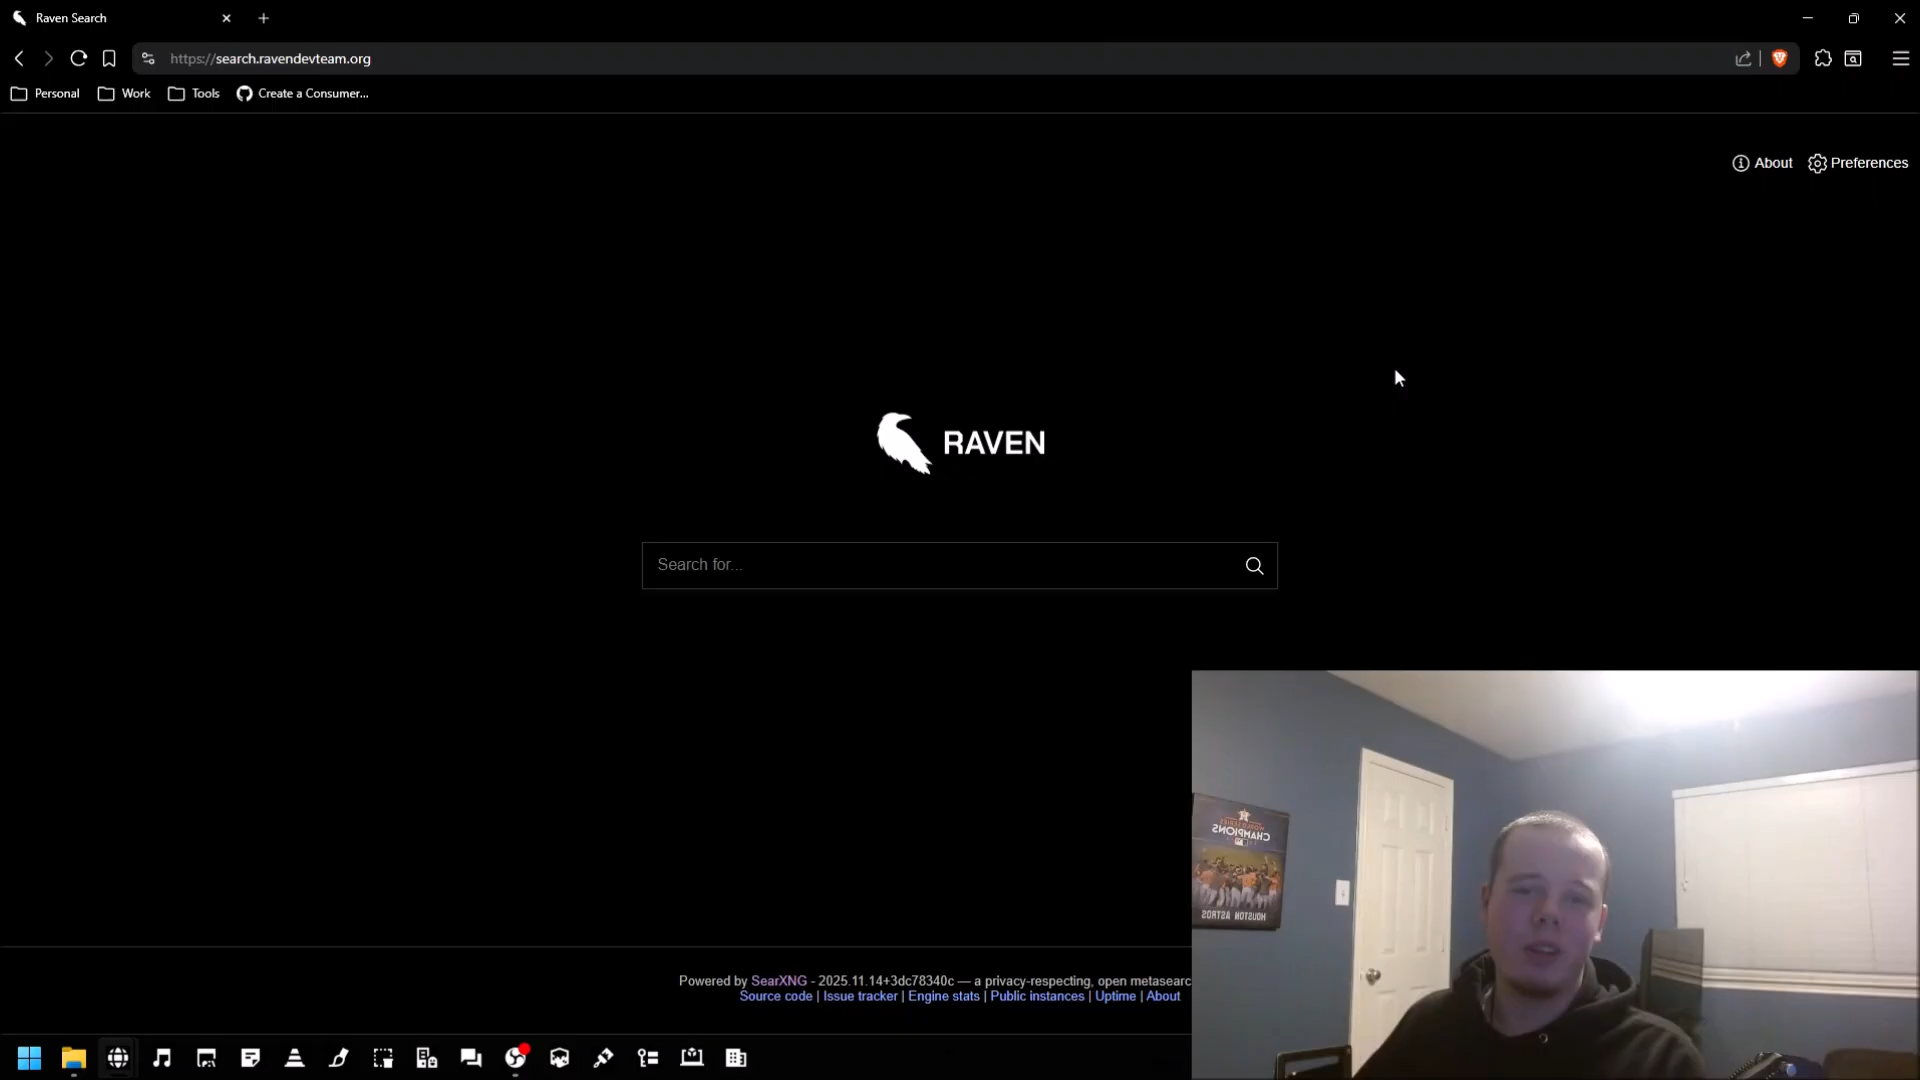 Raven Search
https://search.ravendevteam.org
Personal
Work
Tools
Create a Consumer...
About
Preferences
RAVEN
Search for...
WORLD SERIES
CHAMPIONS
HOUSTON ASTROS
Powered by SearXNG - 2025.11.14+3dc78340c — a privacy-respecting, open metasearc
Source code | Issue tracker | Engine stats | Public instances | Uptime | About